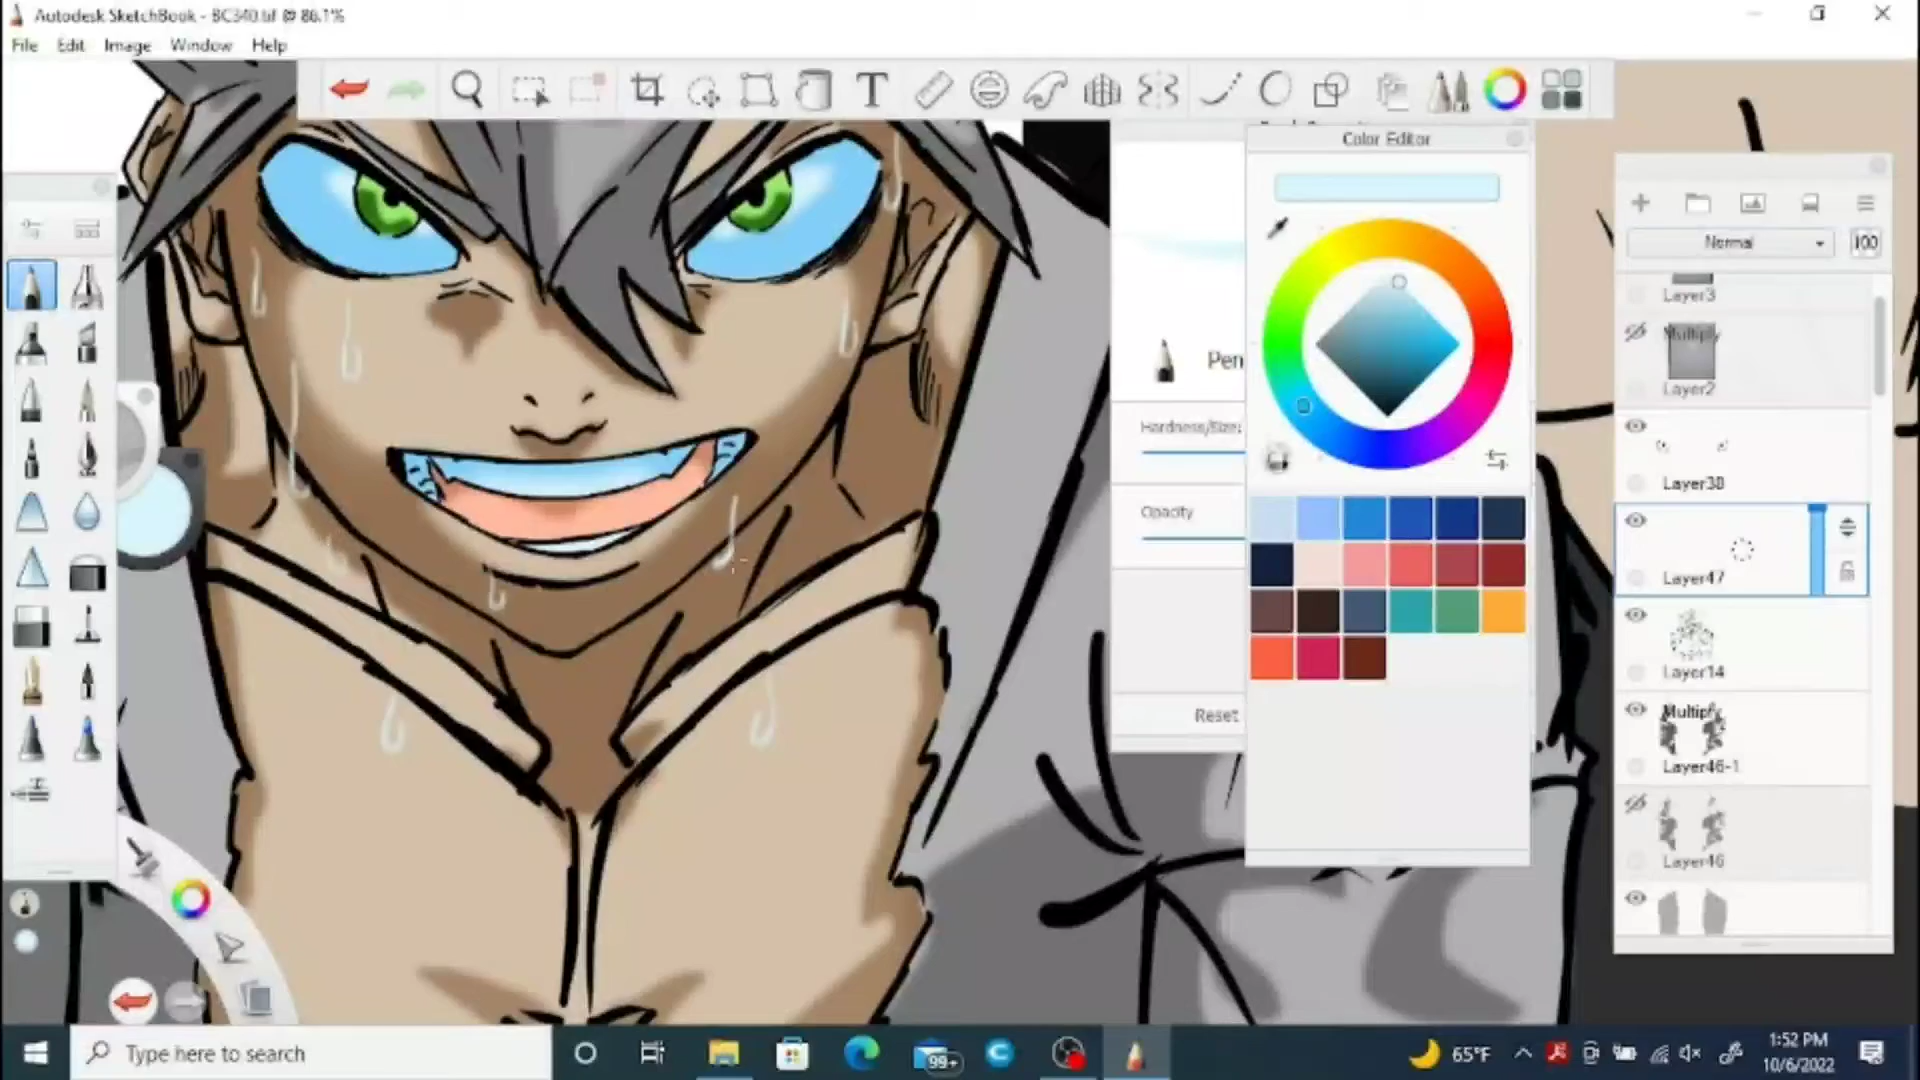 Autodesk SketchBook - BC340.tif @ 86.1%
File Edit Image Window Help
T
Color Editor
Pen
Hardness/Size:
Opacity
Reset
Normal 100
Layer3
Multiply
Layer2
Layer38
Layer47
Layer14
Multiply
Layer46-1
Layer46
Type here to search
99+
65°F
1:52 PM
10/6/2022